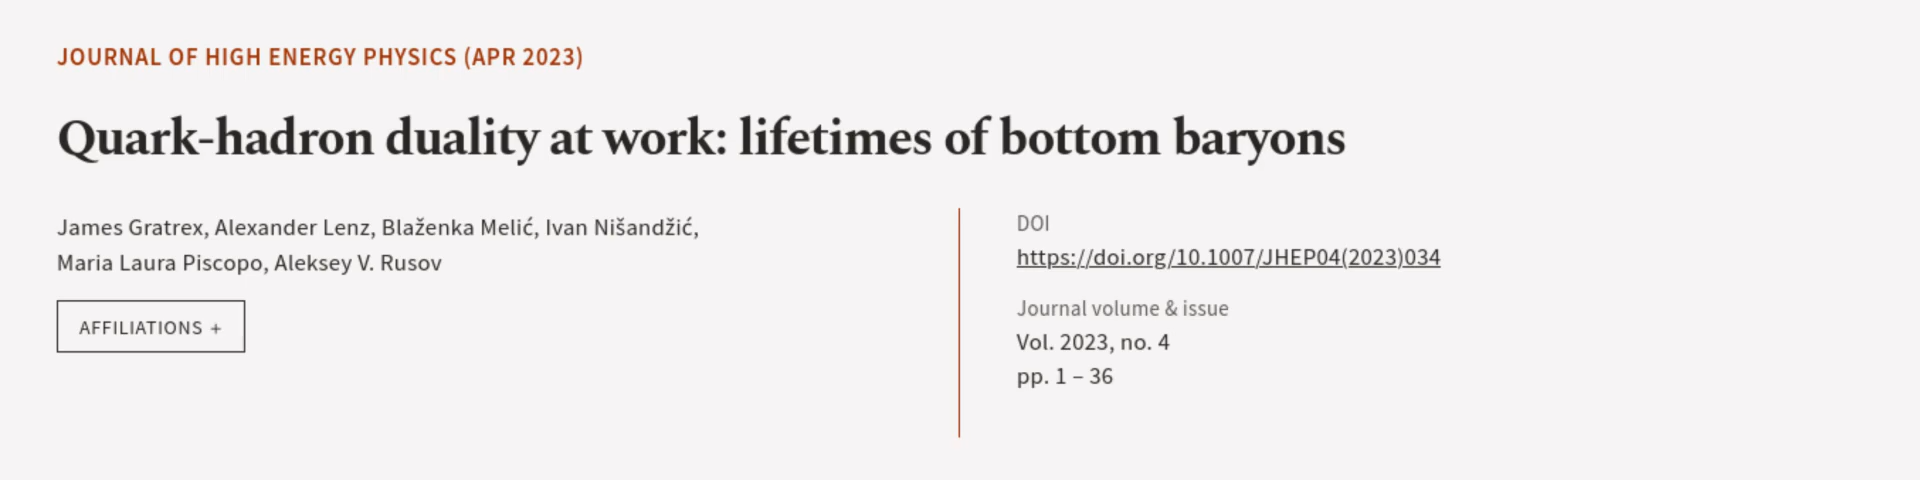 JOURNAL OF HIGH ENERGY PHYSICS (APR 2023)
Quark-hadron duality at work: lifetimes of bottom baryons
James Gratrex, Alexander Lenz, Blaženka Melić, Ivan Nišandžić,
Maria Laura Piscopo, Aleksey V. Rusov
AFFILIATIONS +
DOI
https://doi.org/10.1007/JHEP04(2023)034
Journal volume & issue
Vol. 2023, no. 4
pp. 1 – 36